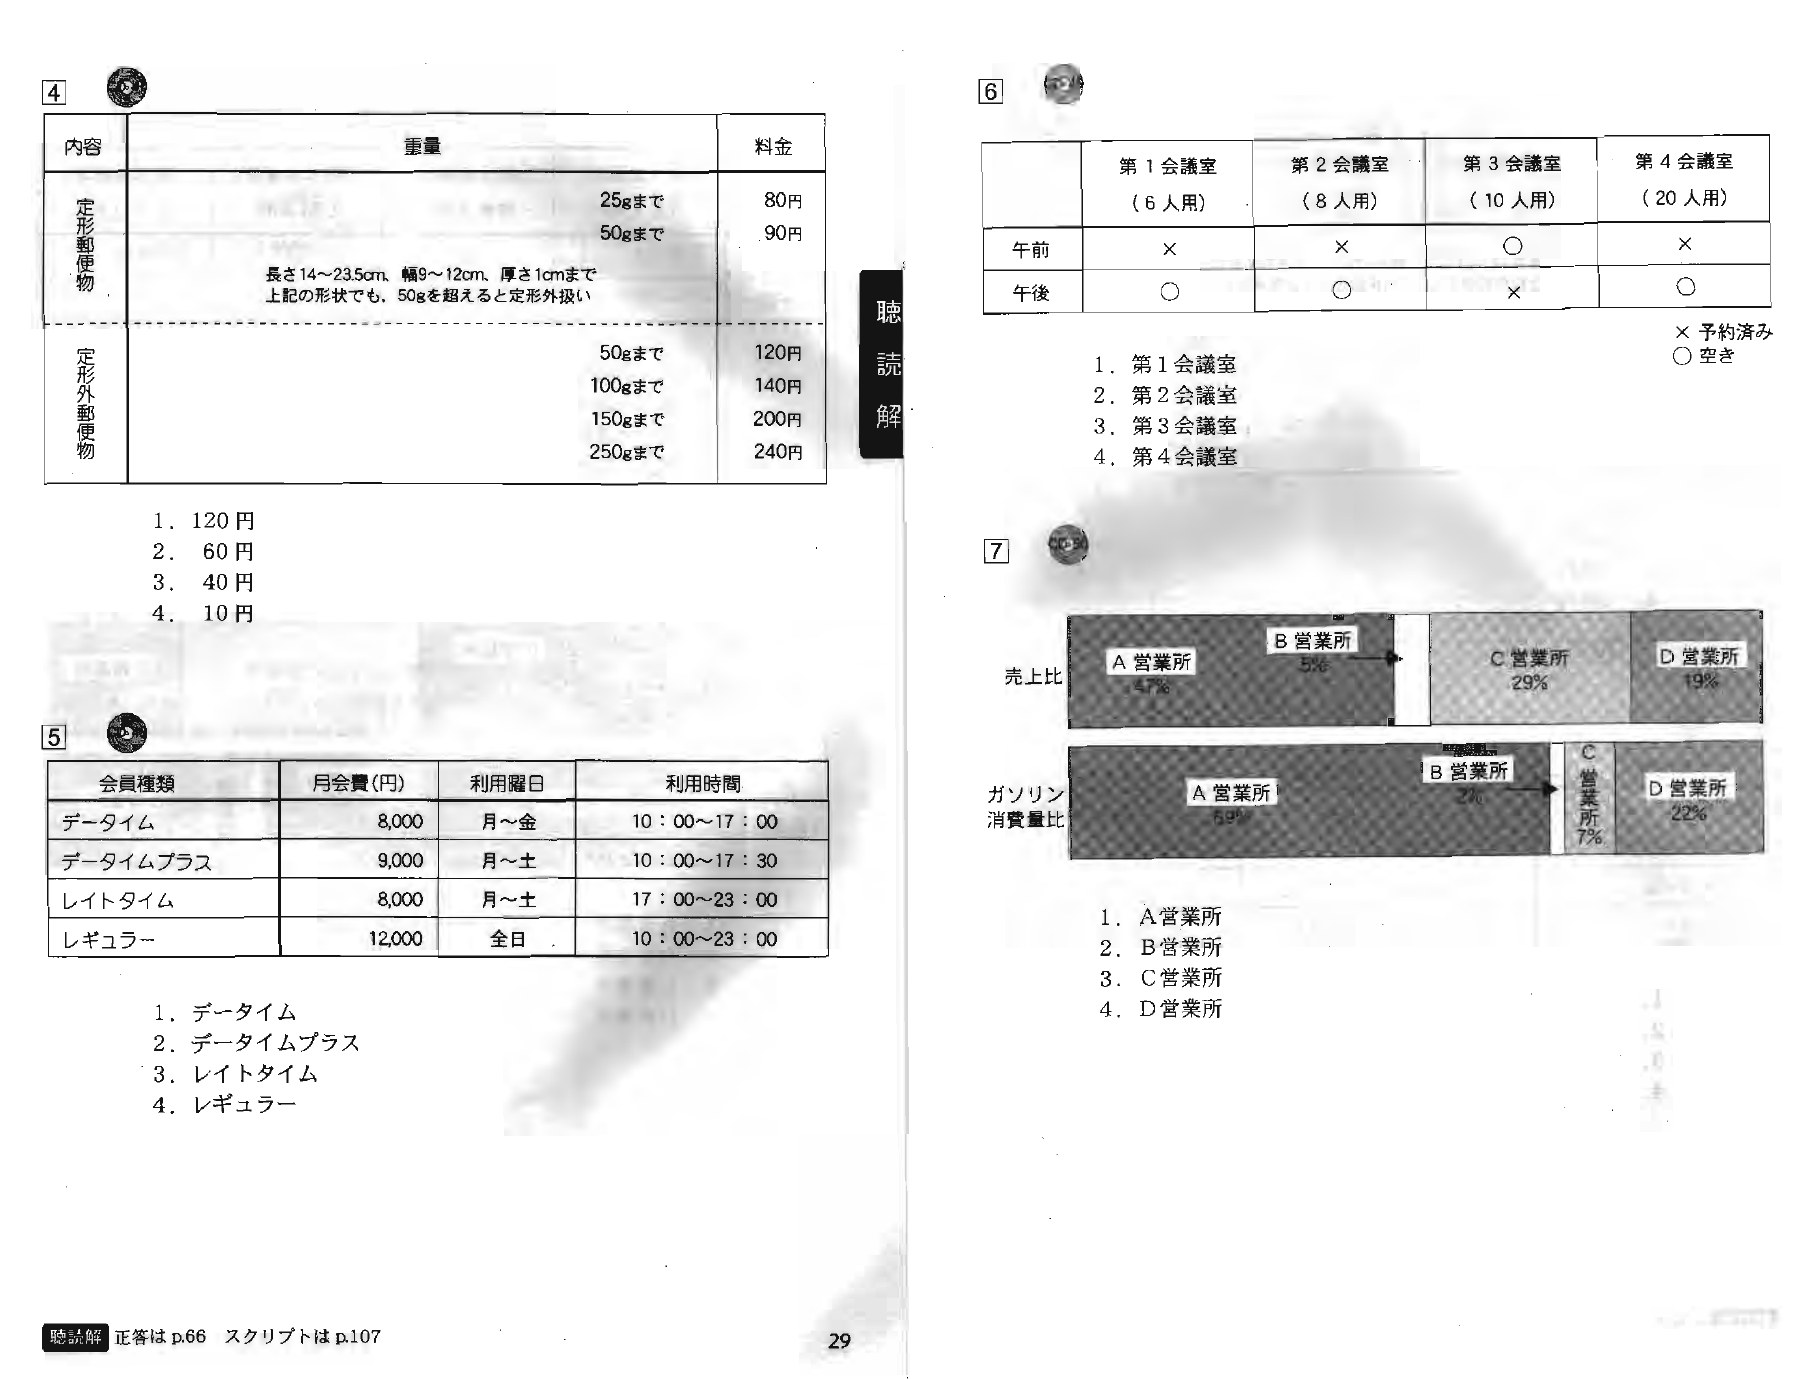 4
内容 重量 料金
定形郵便物
25gまで 80円
50gまで 90円
長さ14～23.5cm、幅9～12cm、厚さ1cmまで
上記の形状でも、50gを超えると定形外扱い
定形外郵便物
50gまで 120円
100gまで 140円
150gまで 200円
250gまで 240円
1. 120円
2. 60円
3. 40円
4. 10円
5
会員種類 月会費(円) 利用曜日 利用時間
データイム 8,000 月～金 10：00～17：00
データイムプラス 9,000 月～土 10：00～17：30
レイトタイム 8,000 月～土 17：00～23：00
レギュラー 12,000 全日 10：00～23：00
1. データイム
2. データイムプラス
3. レイトタイム
4. レギュラー
聴読解 正答は p.66 スクリプトは p.107
29
聴読解
6
第1会議室 第2会議室 第3会議室 第4会議室
(6人用) (8人用) (10人用) (20人用)
午前 × × ○ ×
午後 ○ ○ × ○
× 予約済み
○ 空き
1. 第1会議室
2. 第2会議室
3. 第3会議室
4. 第4会議室
7
売上比
A 営業所 47%
B 営業所 5%
C 営業所 29%
D 営業所 19%
ガソリン
消費量比
A 営業所 69%
B 営業所 2%
C営業所 7%
D 営業所 22%
1. A営業所
2. B営業所
3. C営業所
4. D営業所